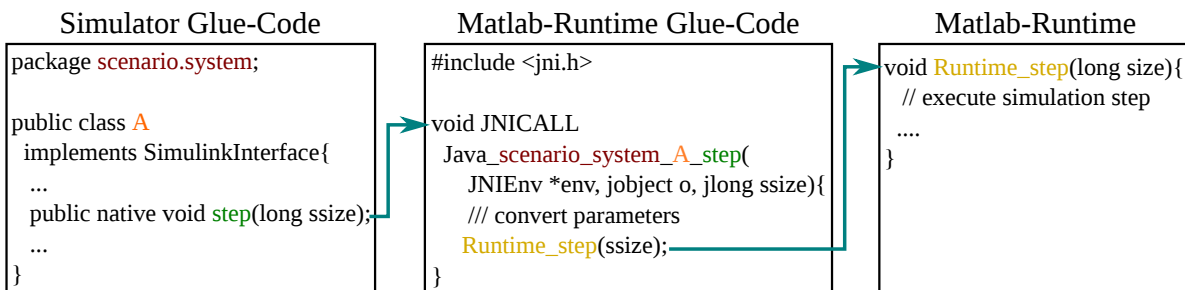 Simulator Glue-Code
package scenario.system;
public class A
implements SimulinkInterface{
...
public native void step(long ssize);
...
}
Matlab-Runtime Glue-Code
#include <jni.h>
void JNICALL
Java_scenario_system_A_step(
JNIEnv *env, jobject o, jlong ssize){
/// convert parameters
Runtime_step(ssize);
}
Matlab-Runtime
void Runtime_step(long size){
// execute simulation step
....
}